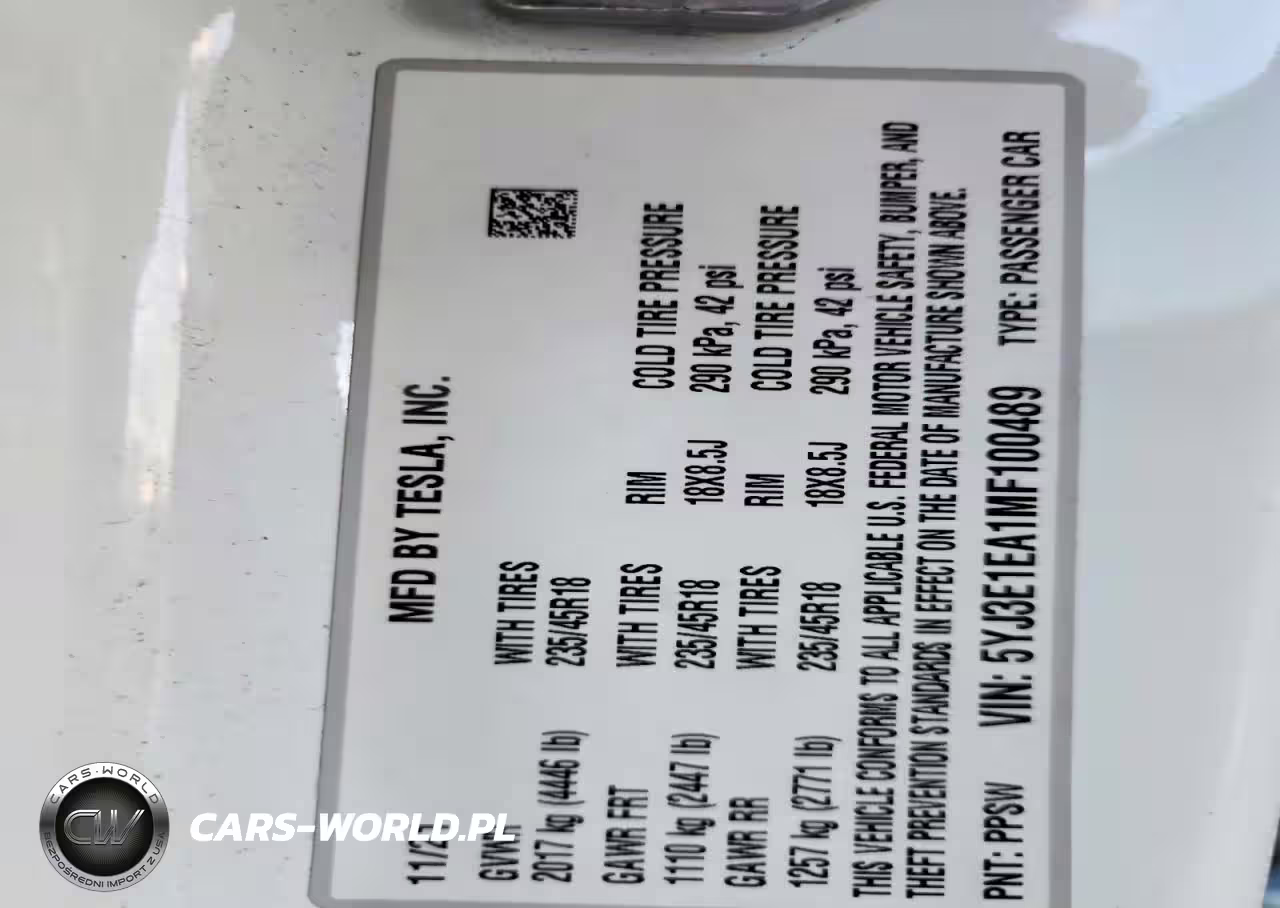 MFD BY TESLA, INC.
11/21
GVWR
2017 kg (4446 lb)
WITH TIRES
235/45R18
GAWR FRT
1110 kg (2447 lb)
WITH TIRES
235/45R18
RIM
18X8.5J
COLD TIRE PRESSURE
290 kPa, 42 psi
GAWR RR
1257 kg (2771 lb)
WITH TIRES
235/45R18
RIM
18X8.5J
COLD TIRE PRESSURE
290 kPa, 42 psi
THIS VEHICLE CONFORMS TO ALL APPLICABLE U.S. FEDERAL MOTOR VEHICLE SAFETY, BUMPER, AND
THEFT PREVENTION STANDARDS IN EFFECT ON THE DATE OF MANUFACTURE SHOWN ABOVE.
PNT: PPSW VIN: 5YJ3E1EA1MF100489 TYPE: PASSENGER CAR
CARS-WORLD
CW
BEZPOŚREDNI IMPORT Z USA
CARS-WORLD.PL